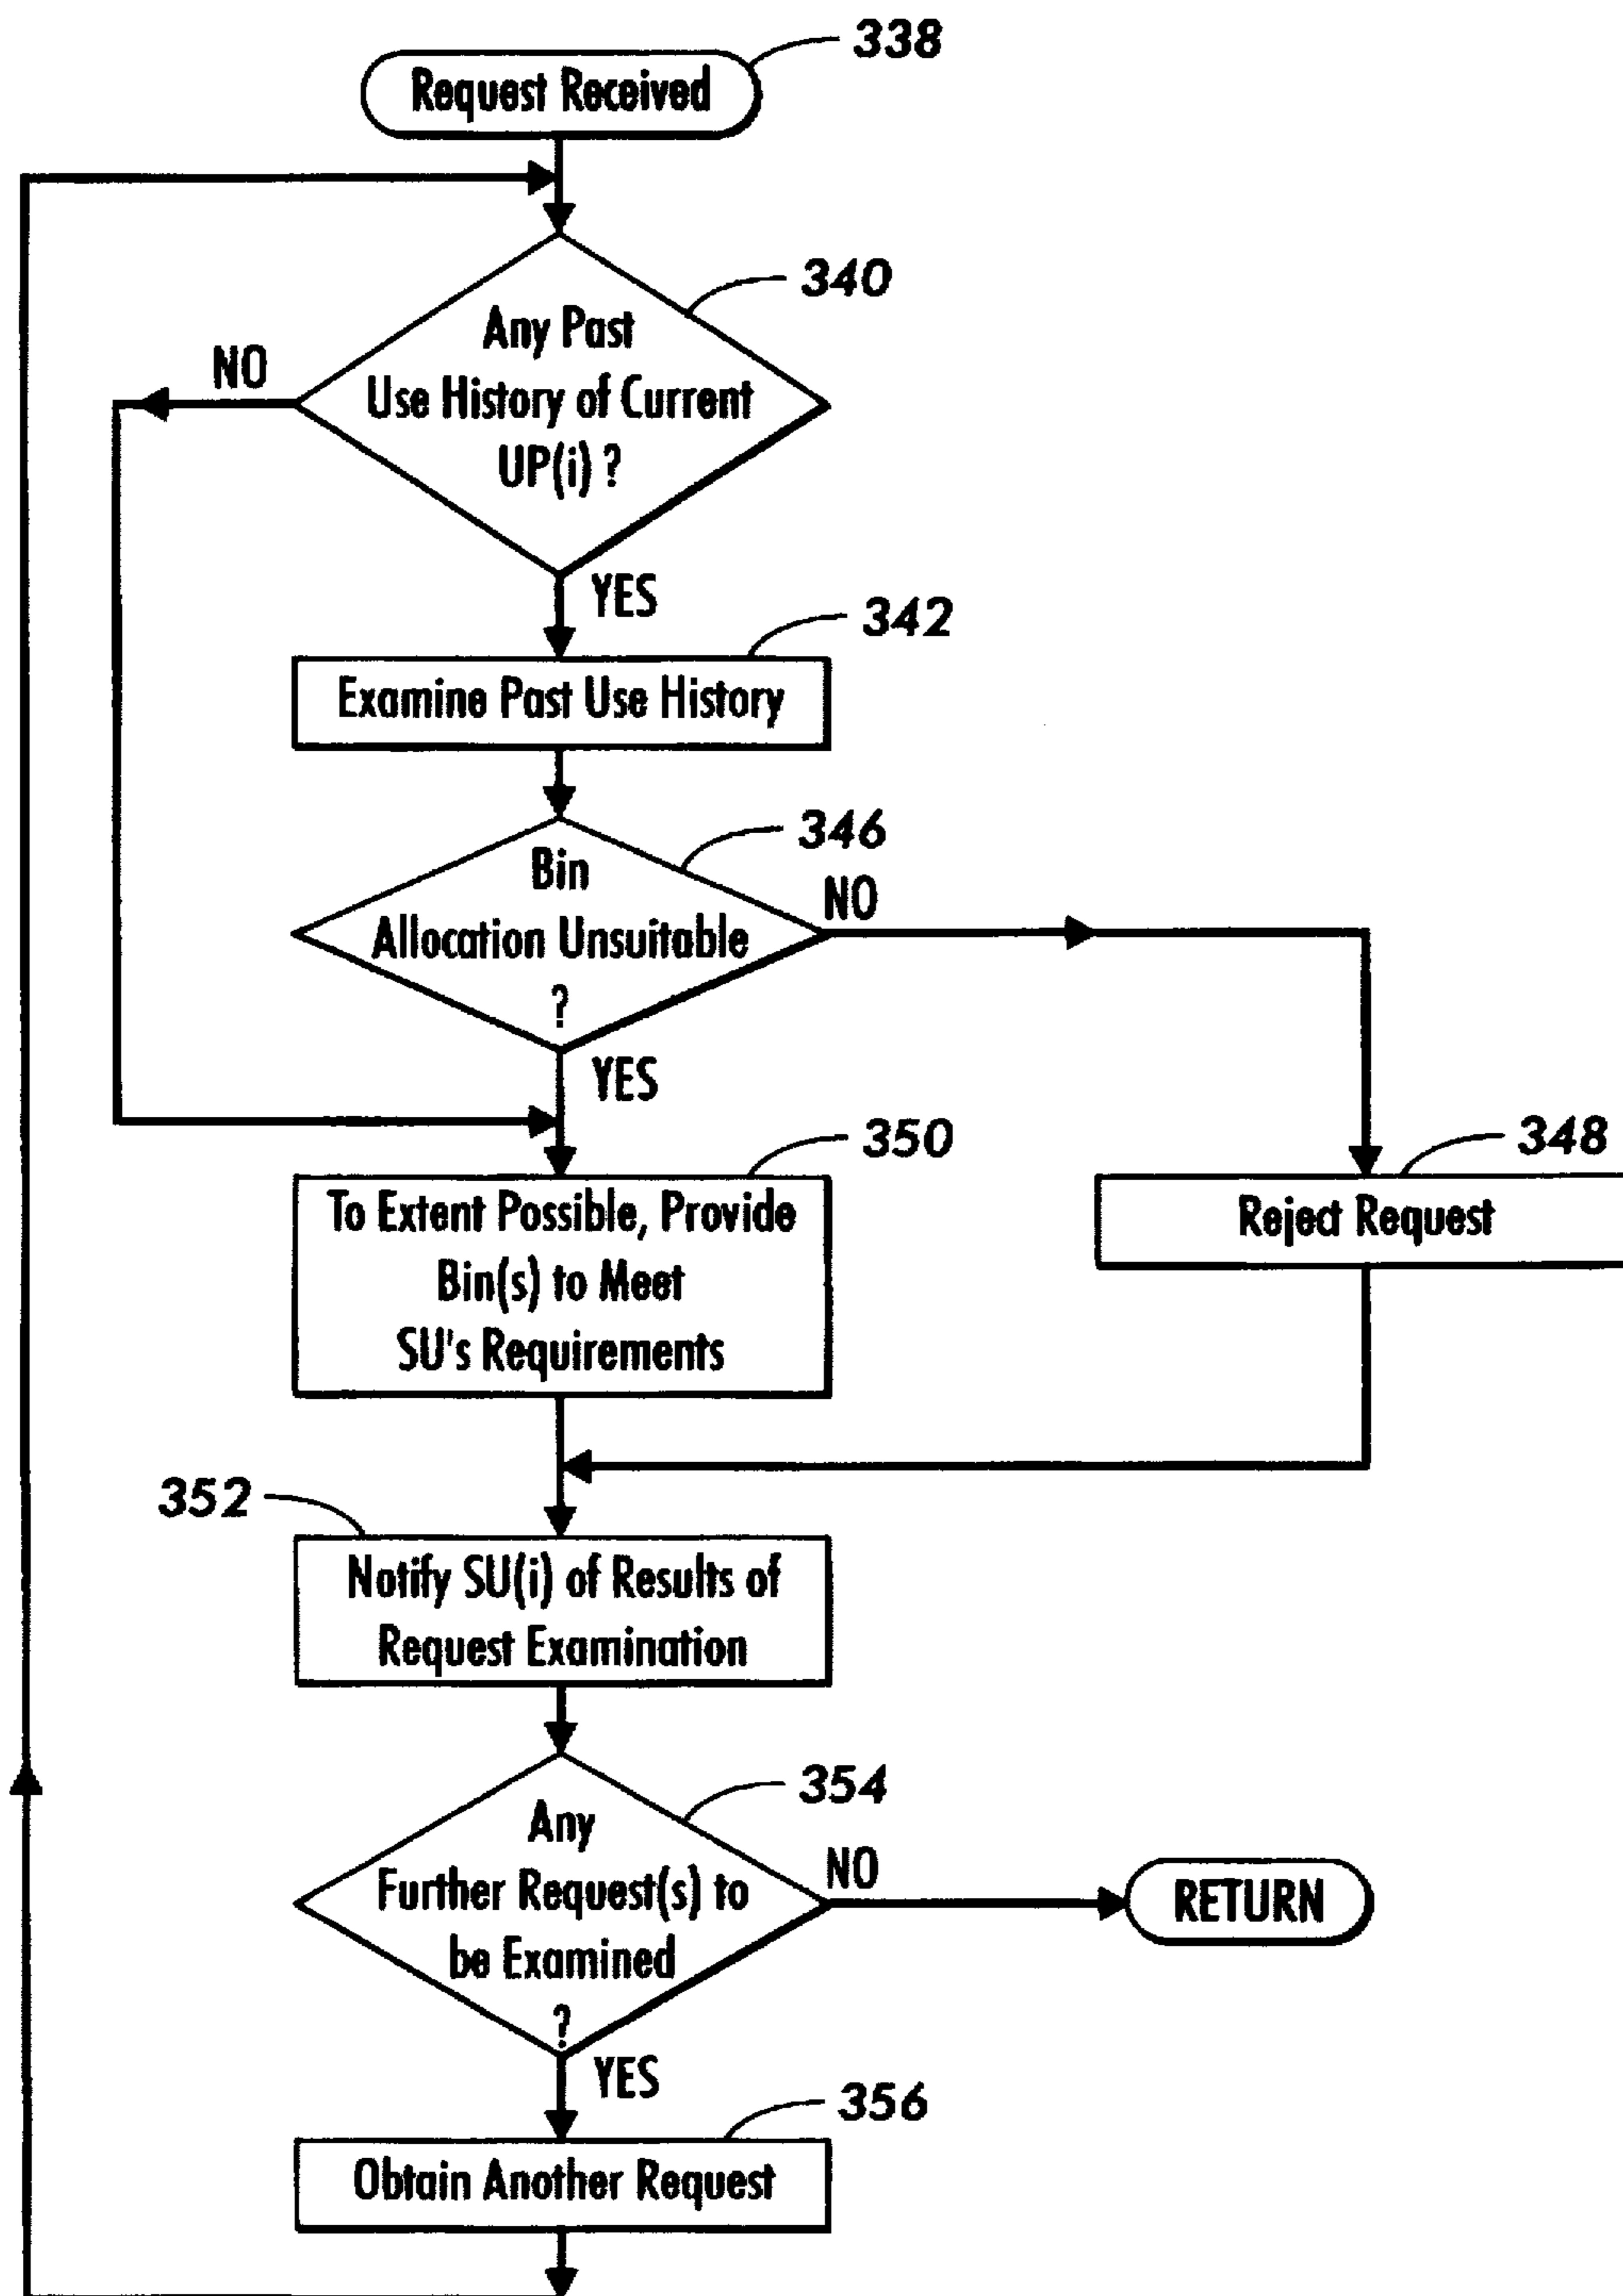 338
Request Received
340
Any Past
Use History of Current
UP(i) ?
NO
YES
342
Examine Past Use History
346
Bin
Allocation Unsuitable
?
NO
YES
350
To Extent Possible, Provide
Bin(s) to Meet
SU's Requirements
348
Reject Request
352
Notify SU(i) of Results of
Request Examination
354
Any
Further Request(s) to
be Examined
?
NO
RETURN
YES
356
Obtain Another Request